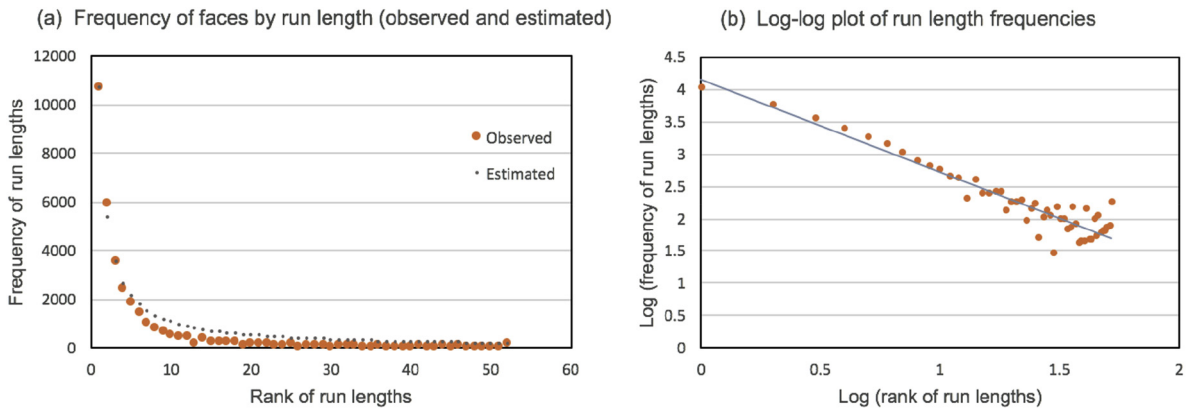 (a) Frequency of faces by run length (observed and estimated)
12000
10000
8000
6000
4000
2000
0
Frequency of run lengths
Observed
Estimated
0 10 20 30 40 50 60
Rank of run lengths
(b) Log-log plot of run length frequencies
4.5
4
3.5
3
2.5
2
1.5
1
0.5
0
Log (frequency of run lengths)
0 0.5 1 1.5 2
Log (rank of run lengths)